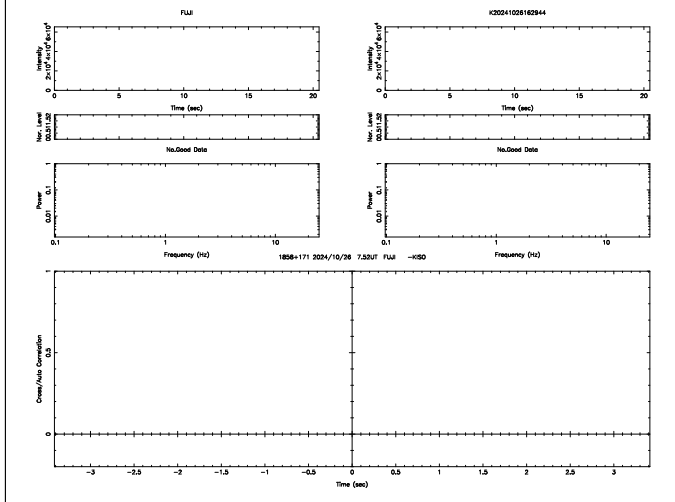 FUJI
K20241026162944
Intensity
0 2×10⁴ 4×10⁴ 6×10⁴
0 5 10 15 20
Time (sec)
Intensity
0 2×10⁴ 4×10⁴ 6×10⁴
0 5 10 15 20
Time (sec)
Nor. Level
00.511.52
No.Good Data
Nor. Level
00.511.52
No.Good Data
Power
0.01 0.1 1
0.1 1 10
Frequency (Hz)
Power
0.01 0.1 1
0.1 1 10
Frequency (Hz)
1856+171 2024/10/26 7.52UT FUJI -KISO
Cross/Auto Correlation
0 0.5 1
-3 -2.5 -2 -1.5 -1 -0.5 0 0.5 1 1.5 2 2.5 3
Time (sec)